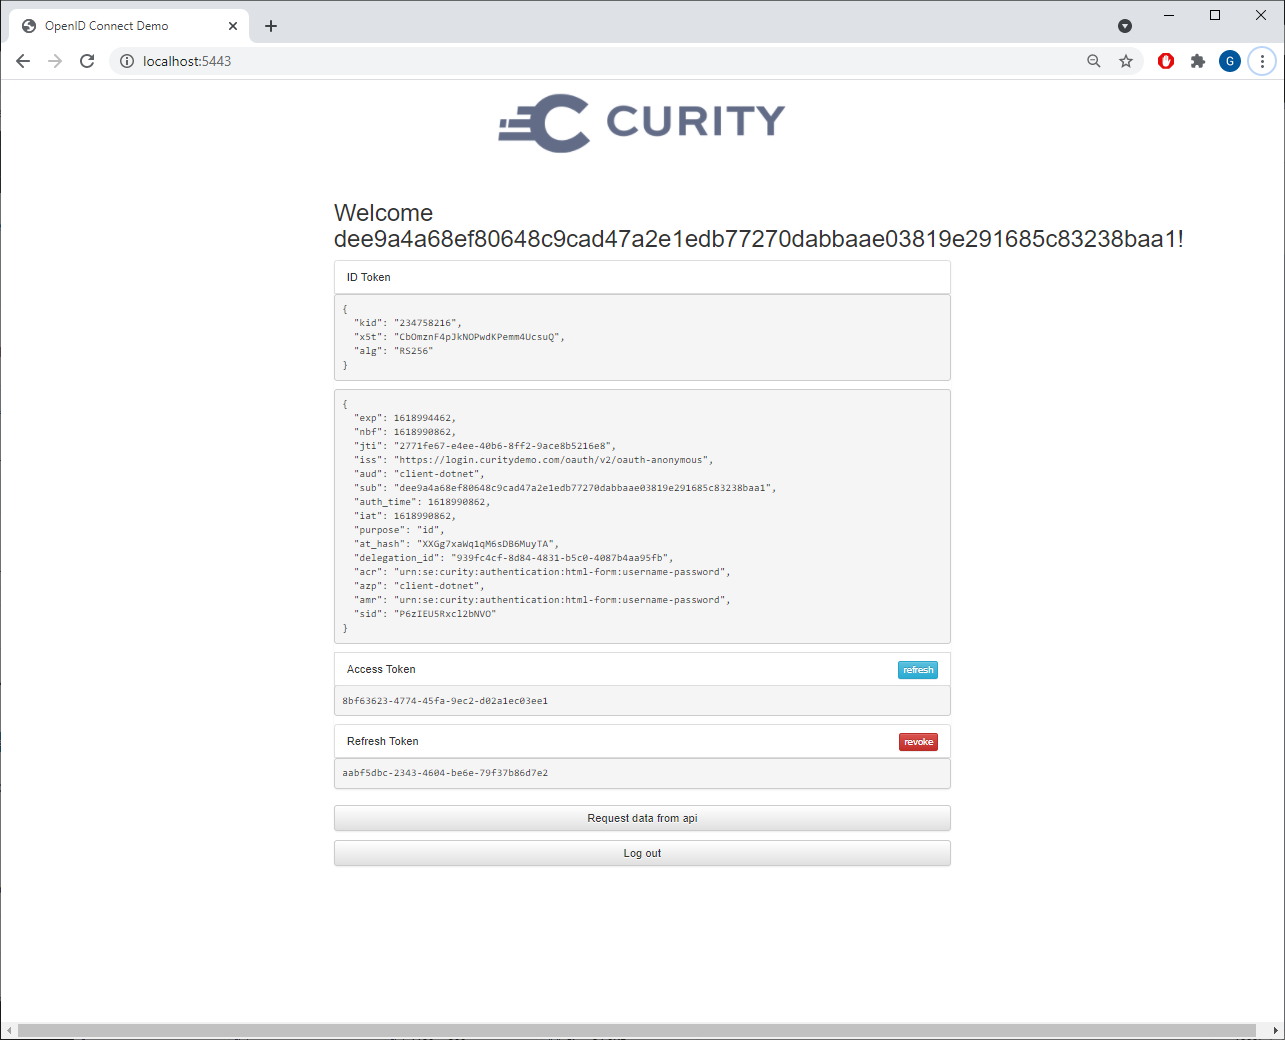 OpenID Connect Demo
localhost:5443
G
CURITY
Welcome
dee9a4a68ef80648c9cad47a2e1edb77270dabbaae03819e291685c83238baa1!
ID Token
{
"kid": "234758216",
"x5t": "CbOmznF4pJkNOPwdKPemm4UcsuQ",
"alg": "RS256"
}
{
"exp": 1618994462,
"nbf": 1618990862,
"jti": "2771fe67-e4ee-40b6-8ff2-9ace8b5216e8",
"iss": "https://login.curitydemo.com/oauth/v2/oauth-anonymous",
"aud": "client-dotnet",
"sub": "dee9a4a68ef80648c9cad47a2e1edb77270dabbaae03819e291685c83238baa1",
"auth_time": 1618990862,
"iat": 1618990862,
"purpose": "id",
"at_hash": "XXGg7xaWq1qM6sDB6MuyTA",
"delegation_id": "939fc4cf-8d84-4831-b5c0-4087b4aa95fb",
"acr": "urn:se:curity:authentication:html-form:username-password",
"azp": "client-dotnet",
"amr": "urn:se:curity:authentication:html-form:username-password",
"sid": "P6zIEU5Rxcl2bNVO"
}
Access Token
refresh
8bf63623-4774-45fa-9ec2-d02a1ec03ee1
Refresh Token
revoke
aabf5dbc-2343-4604-be6e-79f37b86d7e2
Request data from api
Log out